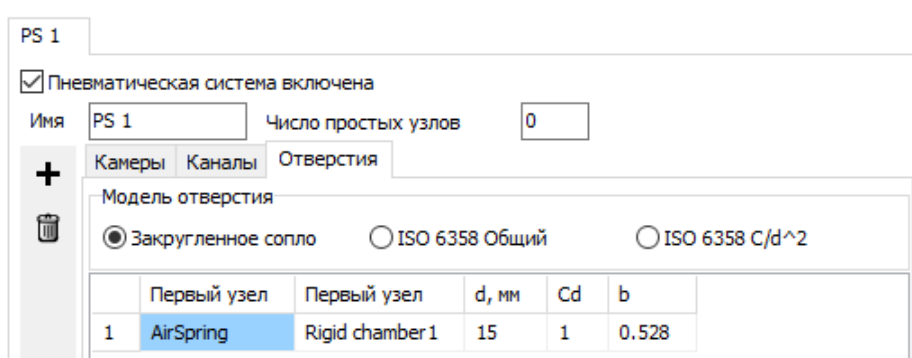 PS 1
Пневматическая система включена
Имя PS 1 Число простых узлов 0
Камеры Каналы Отверстия
Модель отверстия
Закругленное сопло ISO 6358 Общий ISO 6358 C/d^2
Первый узел Первый узел d, мм Cd b
1 AirSpring Rigid chamber1 15 1 0.528